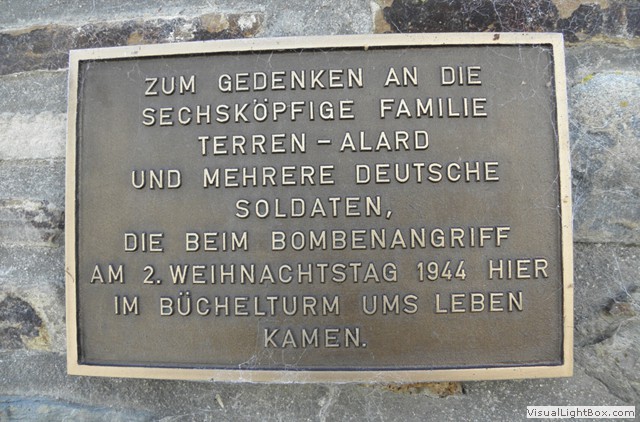 ZUM GEDENKEN AN DIE
SECHSKÖPFIGE FAMILIE
TERREN – ALARD
UND MEHRERE DEUTSCHE
SOLDATEN,
DIE BEIM BOMBENANGRIFF
AM 2. WEIHNACHTSTAG 1944 HIER
IM BÜCHELTURM UMS LEBEN
KAMEN.
VisualLightBox.com